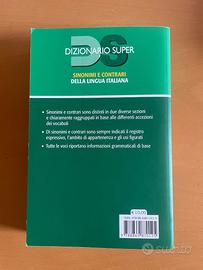 DS
DIZIONARIO SUPER
SINONIMI E CONTRARI
DELLA LINGUA ITALIANA
• Sinonimi e contrari sono distinti in due diverse sezioni
e chiaramente raggruppati in base alle differenti accezioni
dei vocaboli
• Di sinonimi e contrari sono sempre indicati il registro
espressivo, l'ambito di appartenenza e gli usi figurati
• Tutte le voci riportano informazioni grammaticali di base
subito